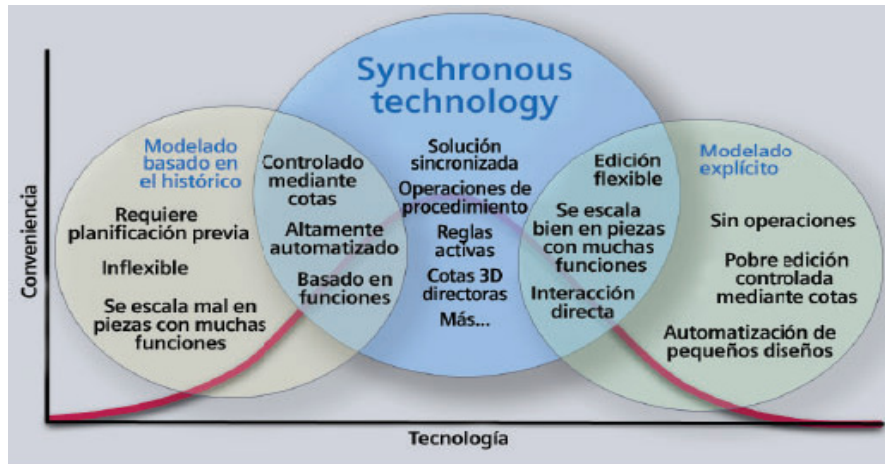 Synchronous
technology
Modelado
basado en
el histórico
Requiere
planificación previa
Inflexible
Se escala mal en
piezas con muchas
funciones
Controlado
mediante
cotas
Altamente
automatizado
Basado en
funciones
Solución
sincronizada
Operaciones de
procedimiento
Reglas
activas
Cotas 3D
directoras
Más...
Edición
flexible
Se escala
bien en piezas
con muchas
funciones
Interacción
directa
Modelado
explícito
Sin operaciones
Pobre edición
controlada
mediante cotas
Automatización de
pequeños diseños
Conveniencia
Tecnología